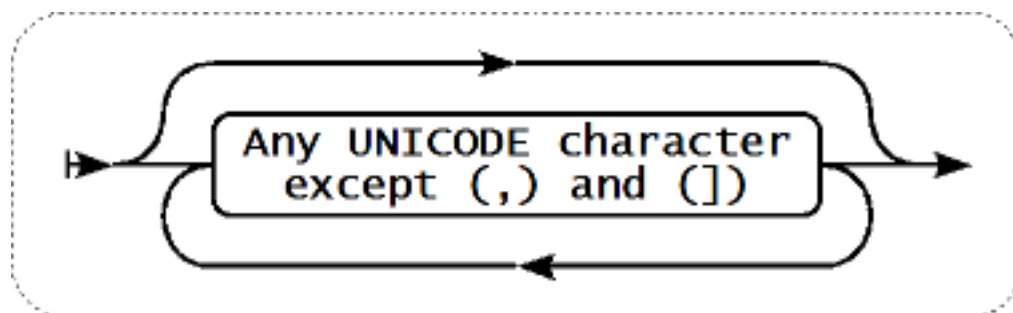 Any UNICODE character
except (,) and (])